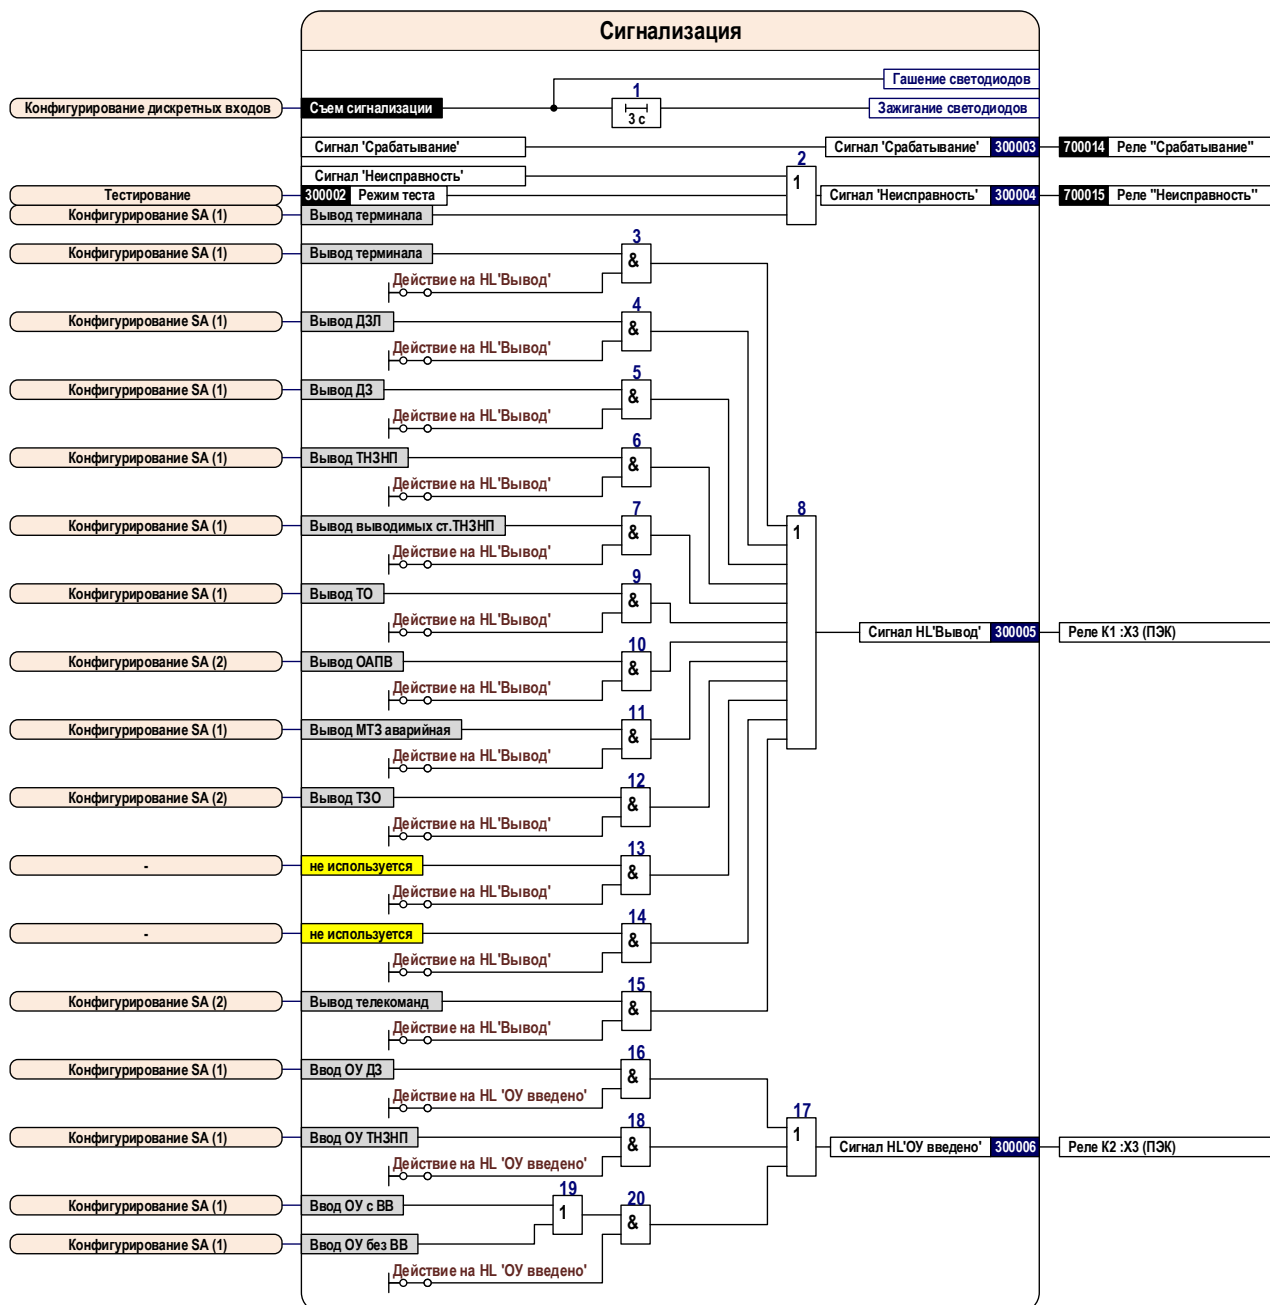 Сигнализация
Гашение светодиодов
1
Конфигурирование дискретных входов Съем сигнализации 3 с Зажигание светодиодов
Сигнал 'Срабатывание' Сигнал 'Срабатывание' 300003 700014 Реле "Срабатывание"
2
Сигнал 'Неисправность' 1
Тестирование 300002 Режим теста Сигнал 'Неисправность' 300004 700015 Реле "Неисправность"
Конфигурирование SA (1) Вывод терминала
3
Конфигурирование SA (1) Вывод терминала &
Действие на HL'Вывод'
4
Конфигурирование SA (1) Вывод ДЗЛ &
Действие на HL'Вывод'
5
Конфигурирование SA (1) Вывод ДЗ &
Действие на HL'Вывод'
6
Конфигурирование SA (1) Вывод ТНЗНП &
Действие на HL'Вывод'
7 8
Конфигурирование SA (1) Вывод выводимых ст.ТНЗНП & 1
Действие на HL'Вывод'
9
Конфигурирование SA (1) Вывод ТО &
Действие на HL'Вывод'
Сигнал HL'Вывод' 300005 Реле K1 :X3 (ПЭК)
10
Конфигурирование SA (2) Вывод ОАПВ &
Действие на HL'Вывод'
11
Конфигурирование SA (1) Вывод МТЗ аварийная &
Действие на HL'Вывод'
12
Конфигурирование SA (2) Вывод ТЗО &
Действие на HL'Вывод'
13
- не используется &
Действие на HL'Вывод'
14
- не используется &
Действие на HL'Вывод'
15
Конфигурирование SA (2) Вывод телекоманд &
Действие на HL'Вывод'
16
Конфигурирование SA (1) Ввод ОУ ДЗ &
Действие на HL 'ОУ введено'
17
18
Конфигурирование SA (1) Ввод ОУ ТНЗНП & 1 Сигнал HL'ОУ введено' 300006 Реле K2 :X3 (ПЭК)
Действие на HL 'ОУ введено'
19
20
Конфигурирование SA (1) Ввод ОУ с ВВ 1 &
Конфигурирование SA (1) Ввод ОУ без ВВ
Действие на HL 'ОУ введено'